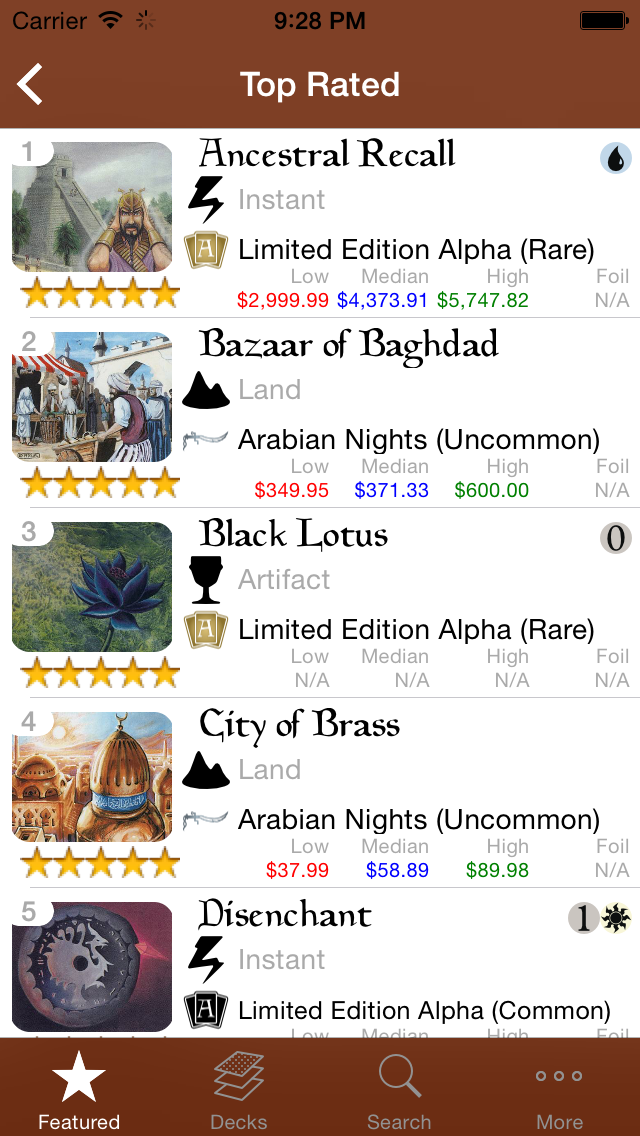 Carrier 9:28 PM
Top Rated
1 Ancestral Recall
Instant
A Limited Edition Alpha (Rare)
Low Median High Foil
$2,999.99 $4,373.91 $5,747.82 N/A
2 Bazaar of Baghdad
Land
Arabian Nights (Uncommon)
Low Median High Foil
$349.95 $371.33 $600.00 N/A
3 Black Lotus 0
Artifact
A Limited Edition Alpha (Rare)
Low Median High Foil
N/A N/A N/A N/A
4 City of Brass
Land
Arabian Nights (Uncommon)
Low Median High Foil
$37.99 $58.89 $89.98 N/A
5 Disenchant 1
Instant
A Limited Edition Alpha (Common)
Low Median High Foil
Featured Decks Search More